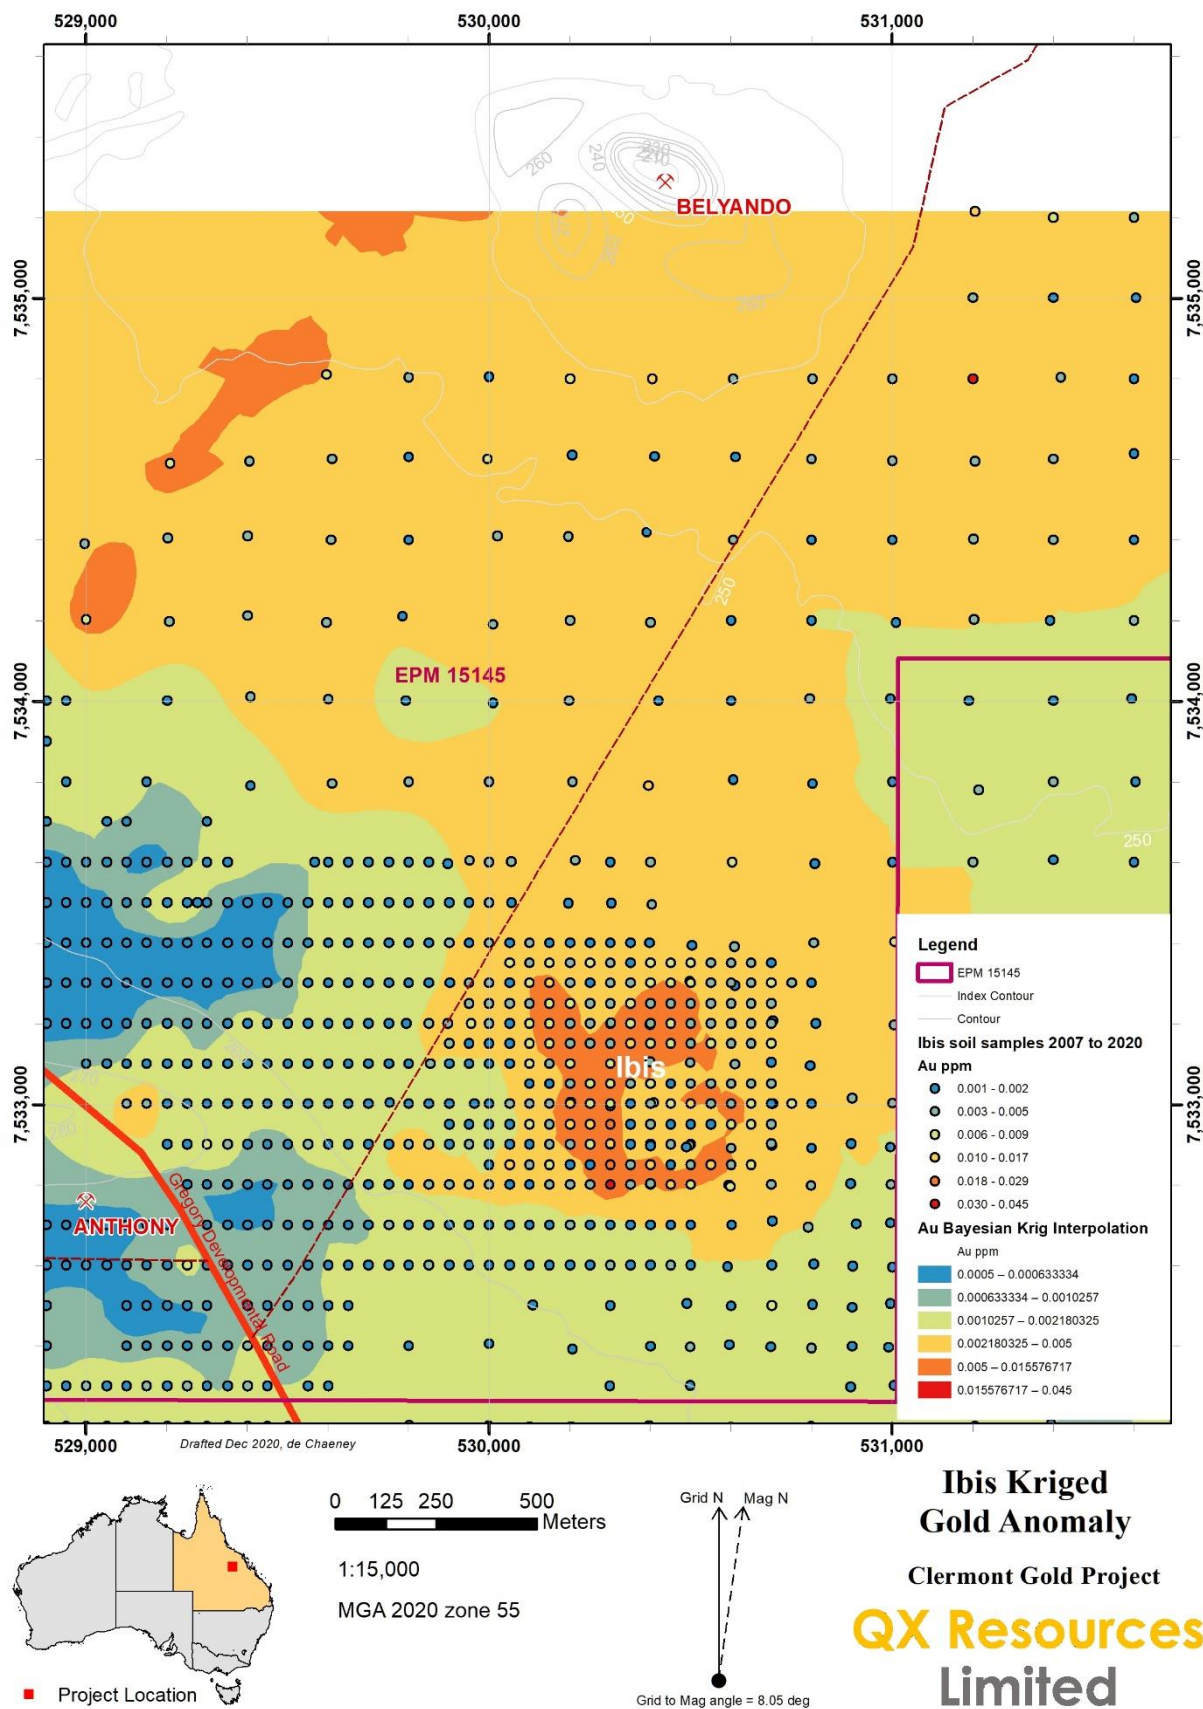 529,000
530,000
531,000
260
240
230
210
BELYANDO
7,535,000
7,535,000
250
EPM 15145
7,534,000
7,534,000
250
Ibis
7,533,000
7,533,000
ANTHONY
Gregory Developmental Road
Legend
EPM 15145
Index Contour
Contour
Ibis soil samples 2007 to 2020
Au ppm
0.001 - 0.002
0.003 - 0.005
0.006 - 0.009
0.010 - 0.017
0.018 - 0.029
0.030 - 0.045
Au Bayesian Krig Interpolation
Au ppm
0.0005 – 0.000633334
0.000633334 – 0.0010257
0.0010257 – 0.002180325
0.002180325 – 0.005
0.005 – 0.015576717
0.015576717 – 0.045
529,000
530,000
531,000
Drafted Dec 2020, de Chaeney
0 125 250 500
Meters
1:15,000
MGA 2020 zone 55
Project Location
Grid N Mag N
Grid to Mag angle = 8.05 deg
Ibis Kriged
Gold Anomaly
Clermont Gold Project
QX Resources
Limited